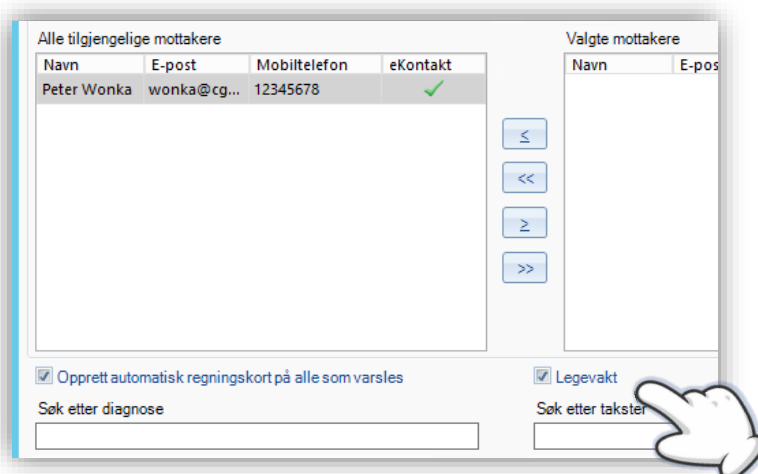 Alle tilgjengelige mottakere
Navn E-post Mobiltelefon eKontakt
Peter Wonka wonka@cg... 12345678
Valgte mottakere
Navn E-pos
<
<<
>
>>
Opprett automatisk regningskort på alle som varsles
Legevakt
Søk etter diagnose
Søk etter takster